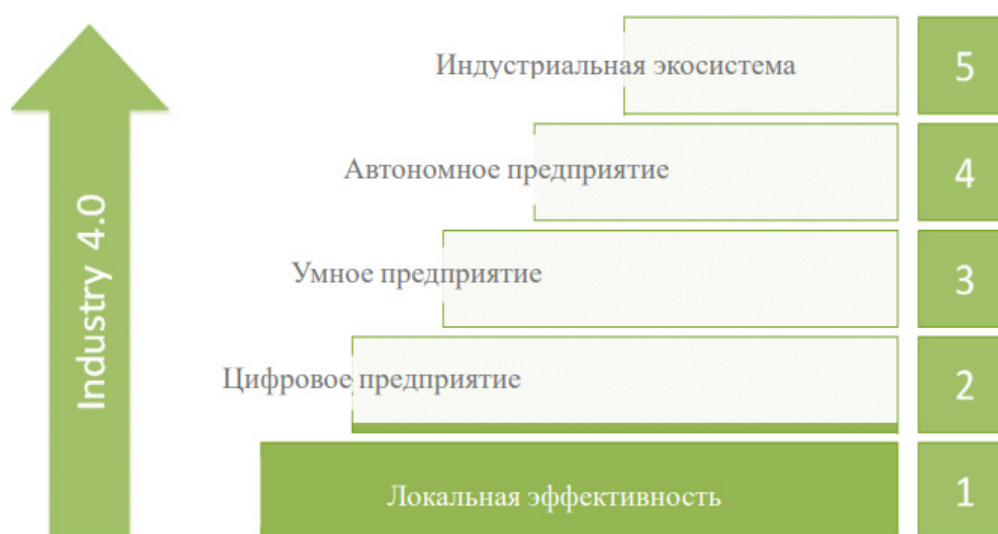 Индустриальная экосистема
5
Автономное предприятие
4
Умное предприятие
3
Цифровое предприятие
2
Локальная эффективность
1
Industry 4.0